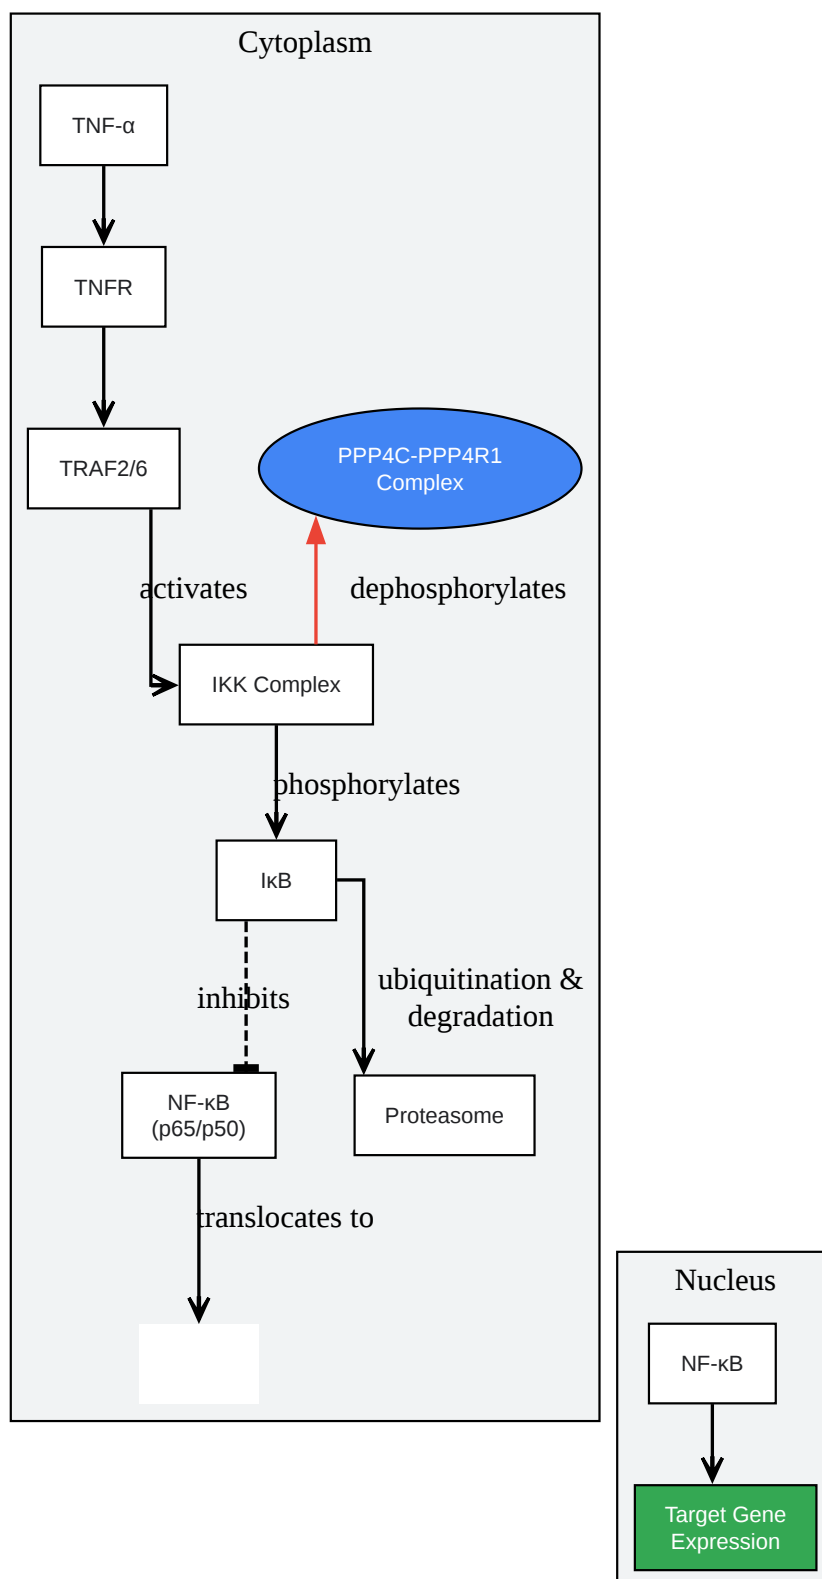 Cytoplasm
TNF-α
TNFR
TRAF2/6
PPP4C-PPP4R1
Complex
activates
dephosphorylates
IKK Complex
phosphorylates
IκB
inhibits
ubiquitination &
degradation
NF-κB
(p65/p50)
Proteasome
translocates to
Nucleus
NF-κB
Target Gene
Expression